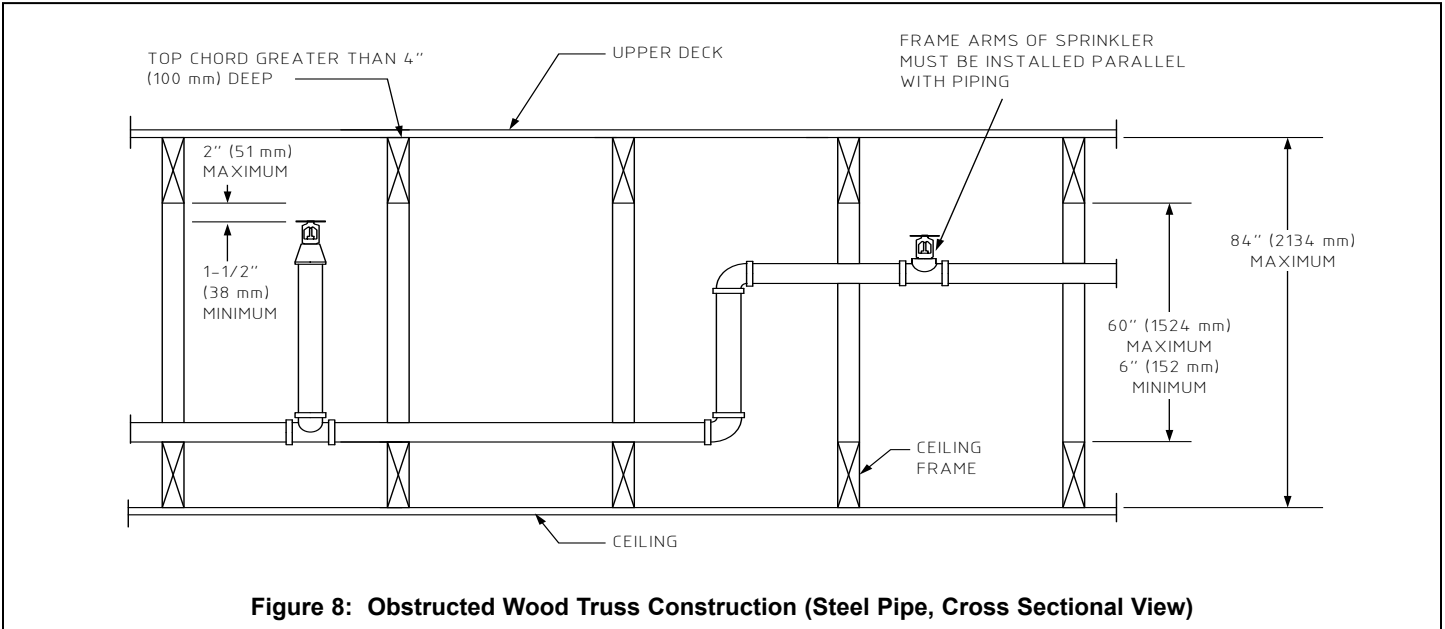 TOP CHORD GREATER THAN 4"
(100 mm) DEEP
UPPER DECK
FRAME ARMS OF SPRINKLER
MUST BE INSTALLED PARALLEL
WITH PIPING
2" (51 mm)
MAXIMUM
1-1/2"
(38 mm)
MINIMUM
84" (2134 mm)
MAXIMUM
60" (1524 mm)
MAXIMUM
6" (152 mm)
MINIMUM
CEILING
FRAME
CEILING
Figure 8: Obstructed Wood Truss Construction (Steel Pipe, Cross Sectional View)